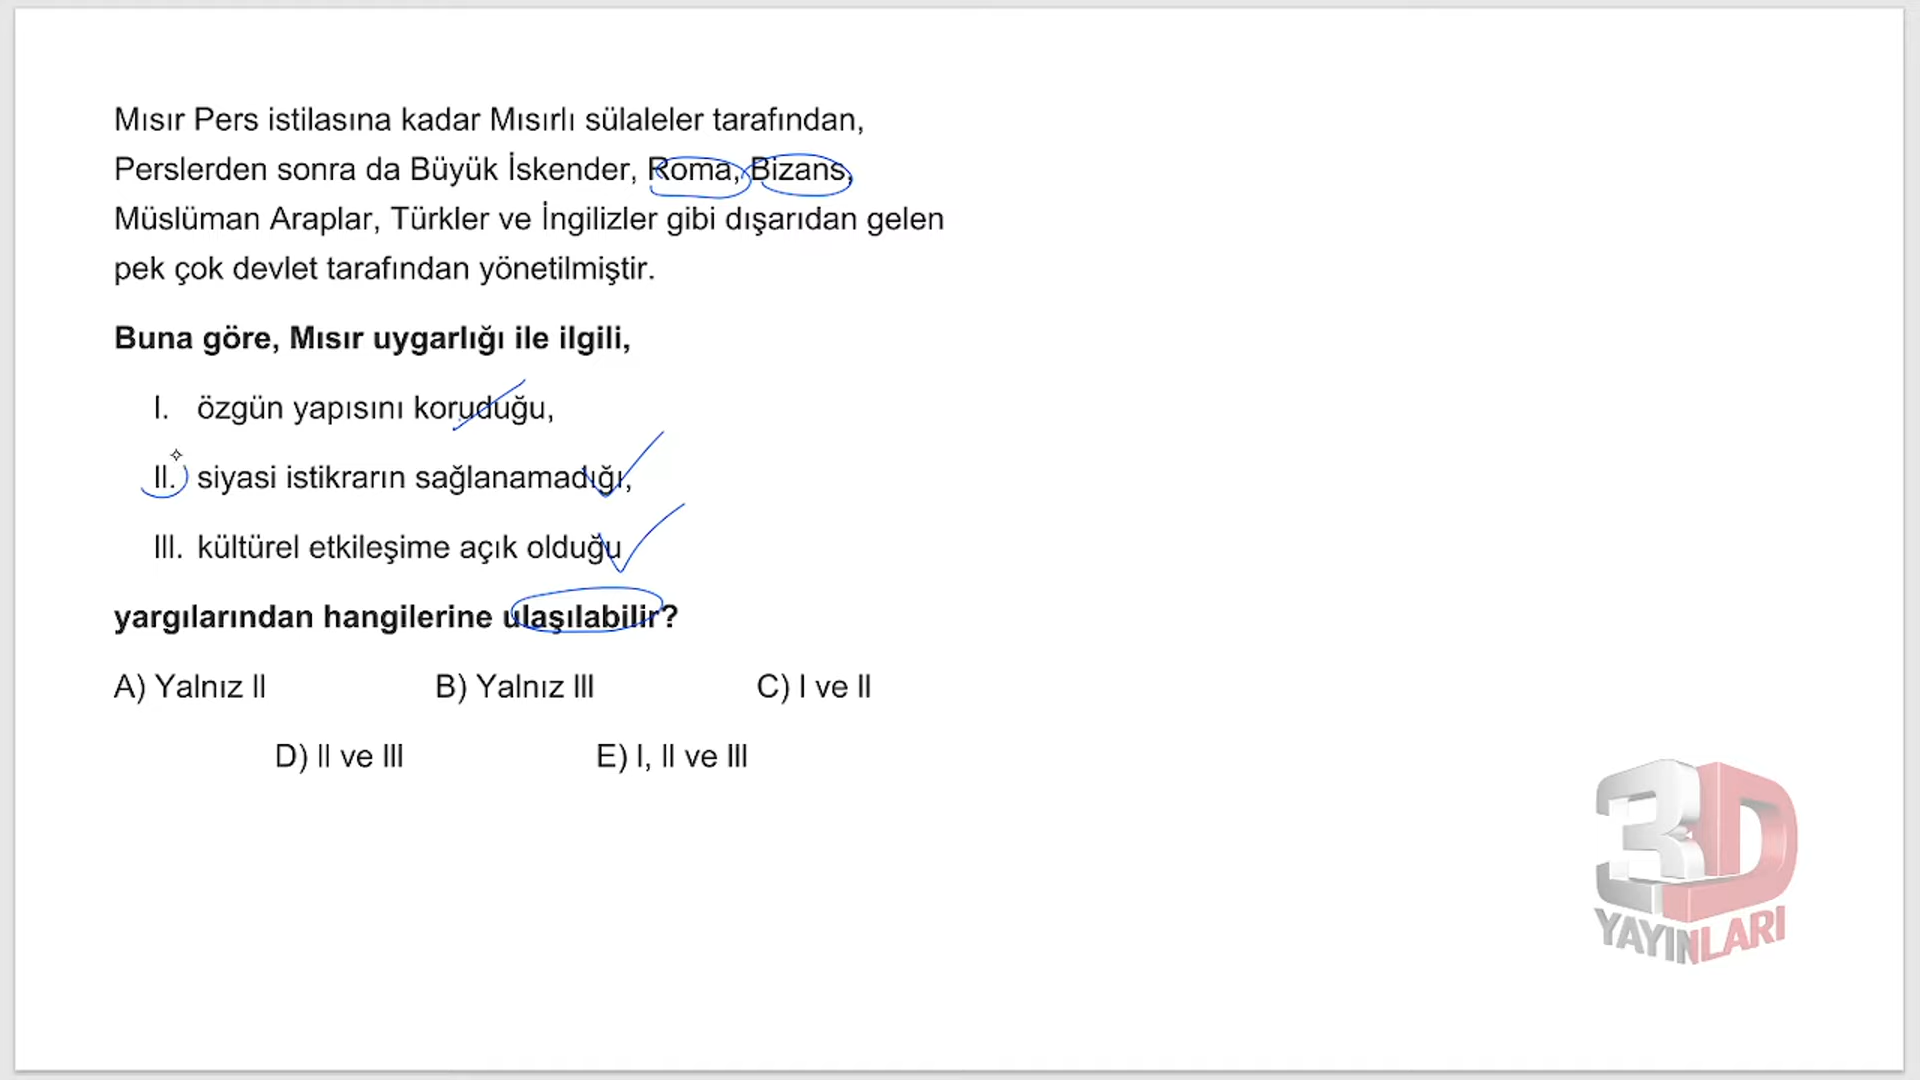 Mısır Pers istilasına kadar Mısırlı sülaleler tarafından,
Perslerden sonra da Büyük İskender, Roma, Bizans,
Müslüman Araplar, Türkler ve İngilizler gibi dışarıdan gelen
pek çok devlet tarafından yönetilmiştir.
Buna göre, Mısır uygarlığı ile ilgili,
I. özgün yapısını koruduğu,
II. siyasi istikrarın sağlanamadığı,
III. kültürel etkileşime açık olduğu
yargılarından hangilerine ulaşılabilir?
A) Yalnız II B) Yalnız III C) I ve II
D) II ve III E) I, II ve III
3D
YAYINLARI